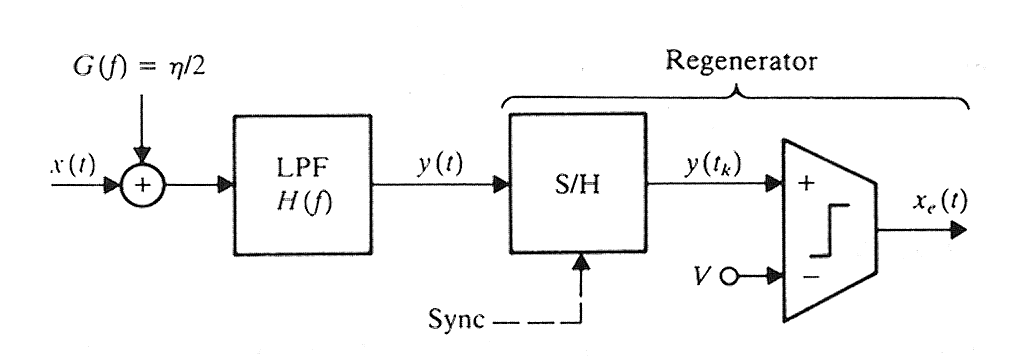 G(f) = η/2
Regenerator
x(t)
+
LPF
H(f)
y(t)
S/H
y(t_k)
+
x_e(t)
V
−
Sync